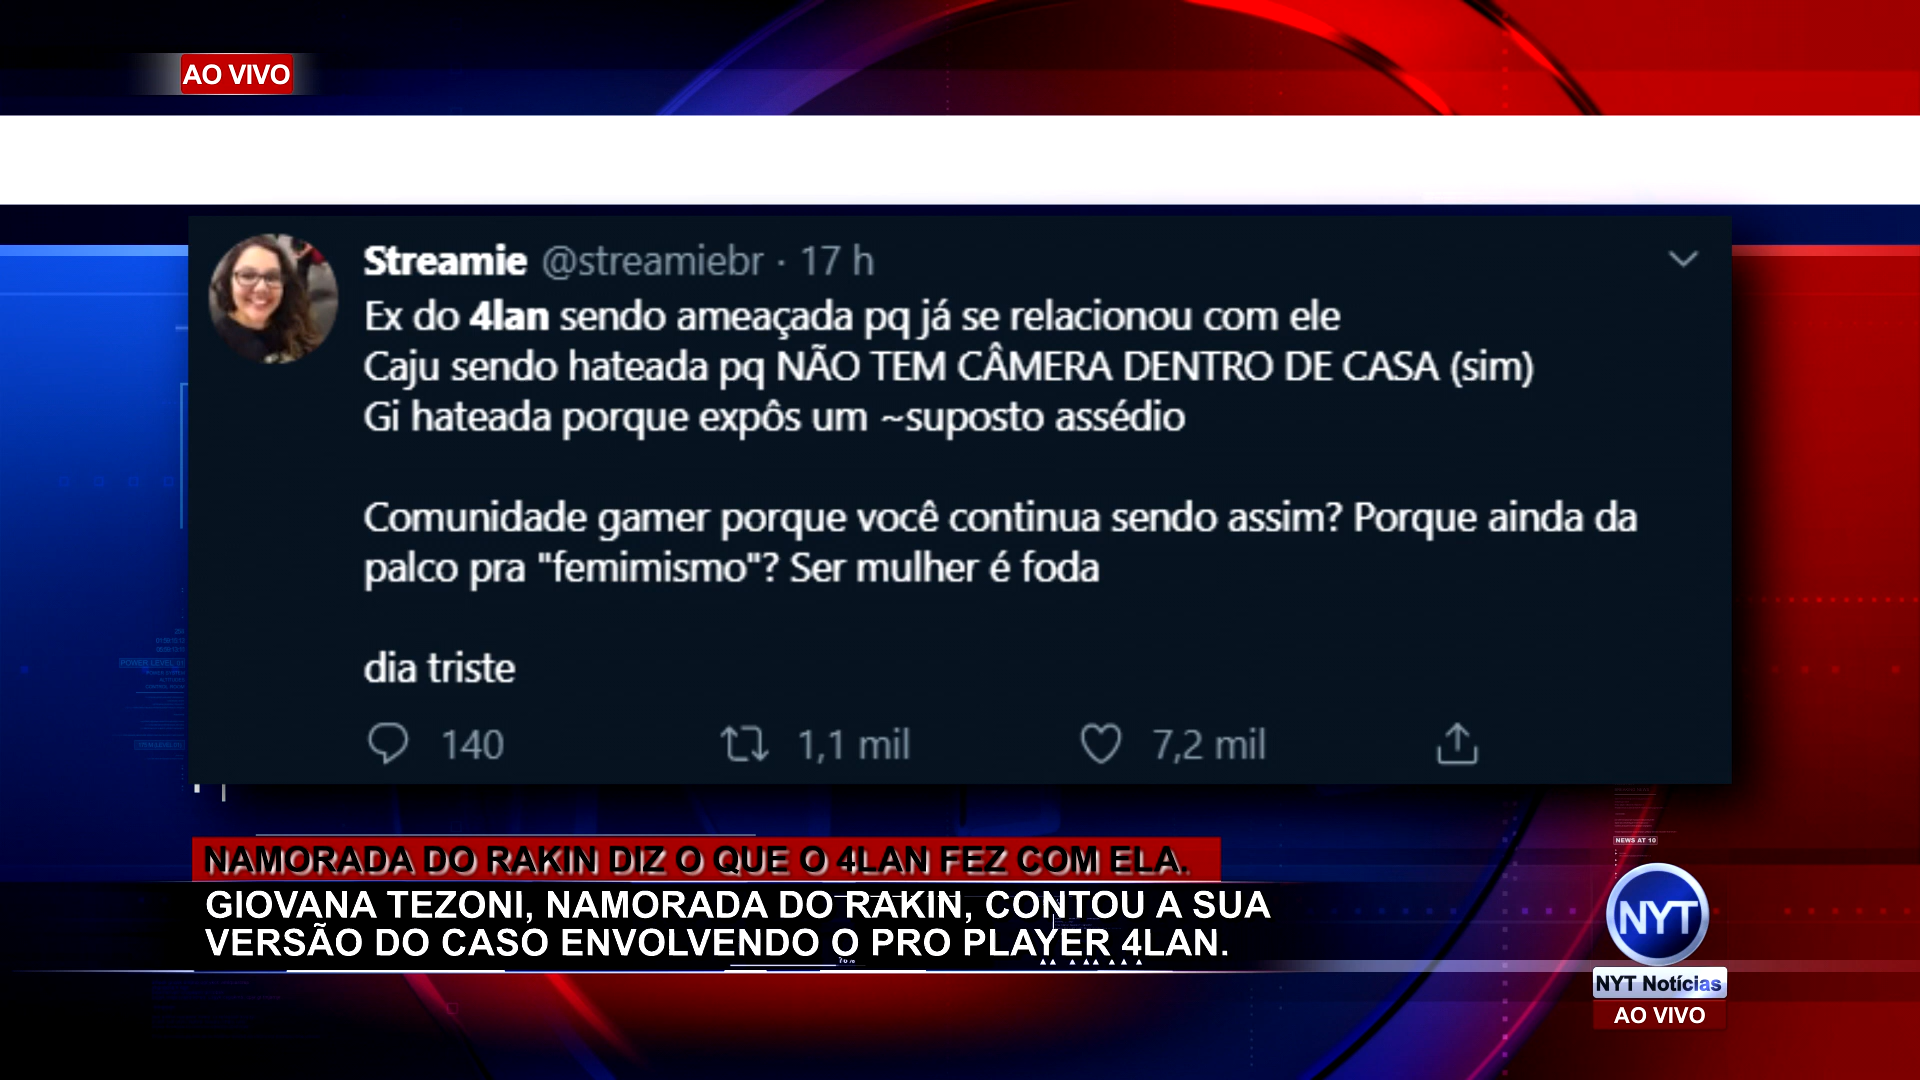 AO VIVO
Streamie @streamiebr · 17 h
Ex do 4lan sendo ameaçada pq já se relacionou com ele
Caju sendo hateada pq NÃO TEM CÂMERA DENTRO DE CASA (sim)
Gi hateada porque expôs um ~suposto assédio
Comunidade gamer porque você continua sendo assim? Porque ainda da
palco pra "femimismo"? Ser mulher é foda
dia triste
140 1,1 mil 7,2 mil
NEWS AT 10
NAMORADA DO RAKIN DIZ O QUE O 4LAN FEZ COM ELA.
GIOVANA TEZONI, NAMORADA DO RAKIN, CONTOU A SUA
VERSÃO DO CASO ENVOLVENDO O PRO PLAYER 4LAN.
NYT
NYT Notícias
AO VIVO